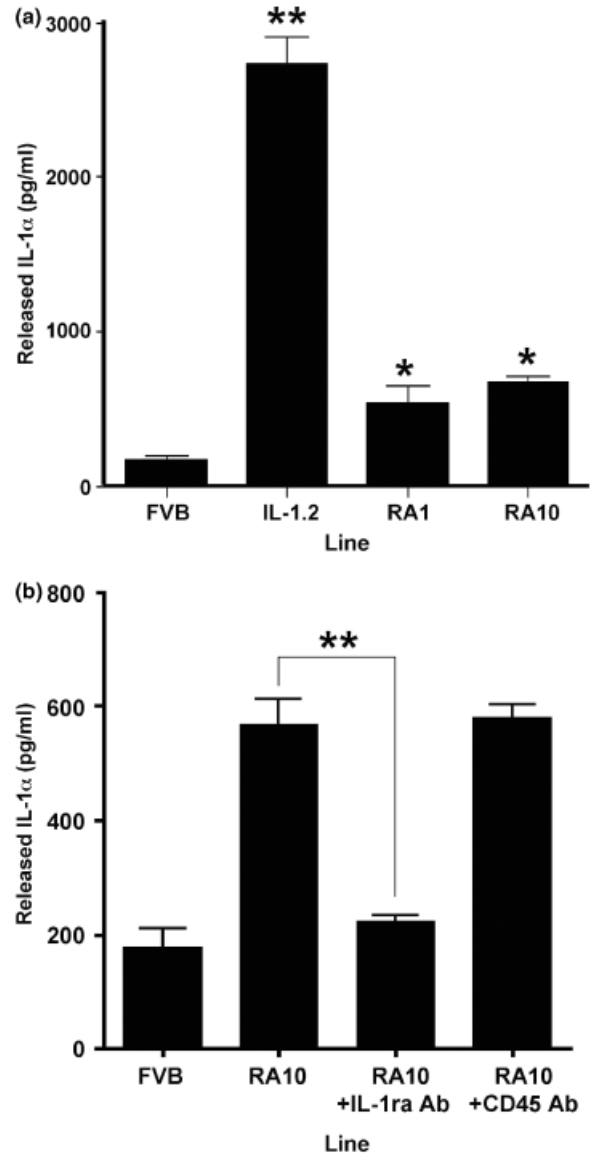 (a)
3000
2000
1000
0
Released IL-1α (pg/ml)
**
*
*
FVB IL-1.2 RA1 RA10
Line
(b)
800
600
400
200
0
Released IL-1α (pg/ml)
**
FVB RA10 RA10 RA10
+IL-1ra Ab +CD45 Ab
Line